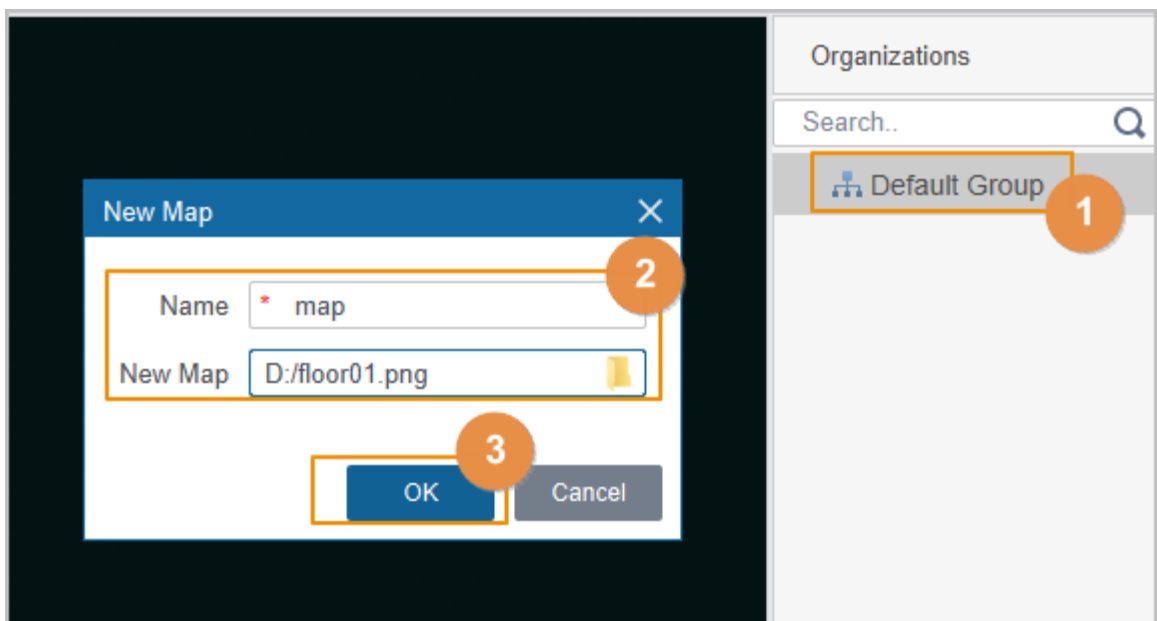 Organizations
Search..
Default Group
1
New Map
2
Name * map
New Map D:/floor01.png
3
OK Cancel